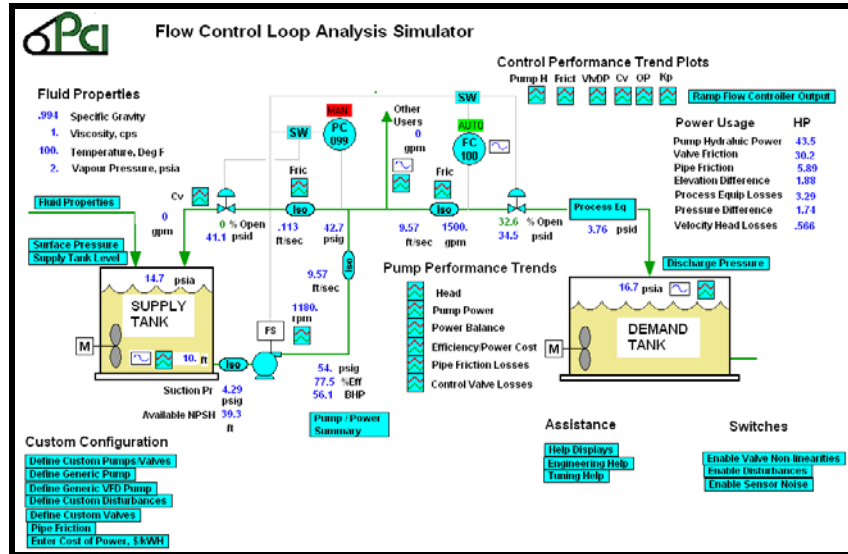 PCI
Flow Control Loop Analysis Simulator
Control Performance Trend Plots
Pump H Frict VlvDP Cv OP Kp
Ramp Flow Controller Output
Fluid Properties
.994 Specific Gravity
1. Viscosity, cps
100. Temperature, Deg F
2. Vapour Pressure, psia
Fluid Properties
Surface Pressure
Supply Tank Level
SW
MAN
PC
099
Other
Users
0
gpm
SW
AUTO
FC
100
Power Usage HP
Pump Hydraluic Power 43.5
Valve Friction 30.2
Pipe Friction 5.89
Elevation Difference 1.88
Process Equip Losses 3.29
Pressure Difference 1.74
Velocity Head Losses .566
Cv
Fric
Fric
0
gpm
Iso
Iso
Process Eq
0 % Open
41.1 psid
.113
ft/sec
42.7
psig
9.57
ft/sec
1500.
gpm
32.6 % Open
34.5 psid
3.76 psid
Iso
9.57
ft/sec
Discharge Pressure
14.7 psia
SUPPLY
TANK
M
10. ft
Iso
FS
1180.
rpm
Pump Performance Trends
Head
Pump Power
Power Balance
Efficiency/Power Cost
Pipe Friction Losses
Control Valve Losses
16.7 psia
DEMAND
TANK
M
Suction Pr 4.29
psig
Available NPSH 39.3
ft
54. psig
77.5 %Eff
56.1 BHP
Pump / Power
Summary
Custom Configuration
Define Custom Pumps/Valves
Define Generic Pump
Define Generic VFD Pump
Define Custom Disturbances
Define Custom Valves
Pipe Friction
Enter Cost of Power, $/kWH
Assistance
Help Displays
Engineering Help
Tuning Help
Switches
Enable Valve Non-linearities
Enable Disturbances
Enable Sensor Noise